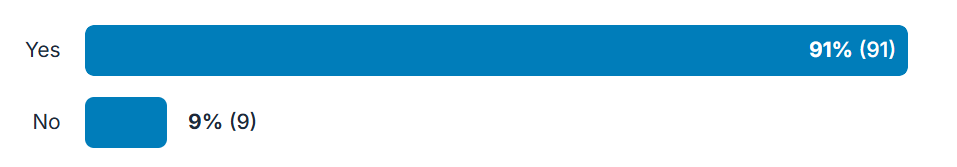 Yes 91% (91)
No 9% (9)